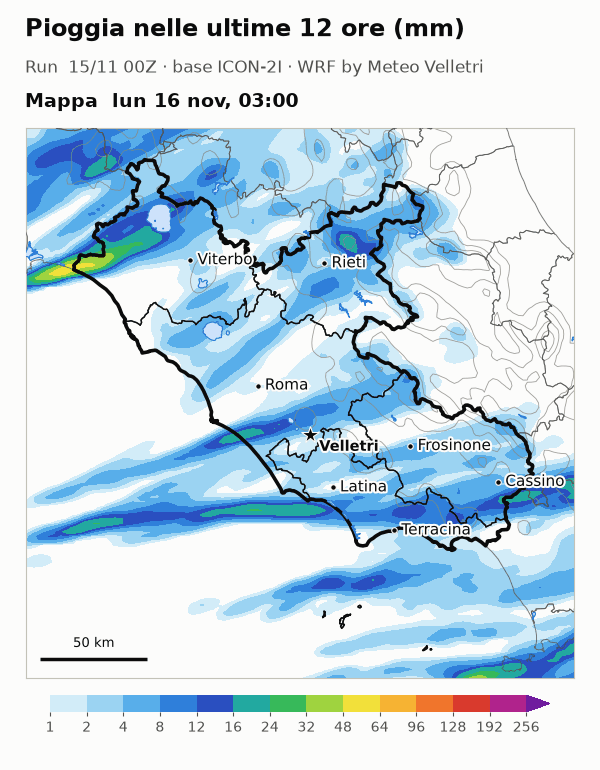 Pioggia nelle ultime 12 ore (mm)
Run  15/11 00Z · base ICON-2I · WRF by Meteo Velletri
Mappa  lun 16 nov, 03:00
Viterbo
Rieti
Roma
Velletri
Frosinone
Cassino
Latina
Terracina
50 km
1 2 4 8 12 16 24 32 48 64 96 128 192 256